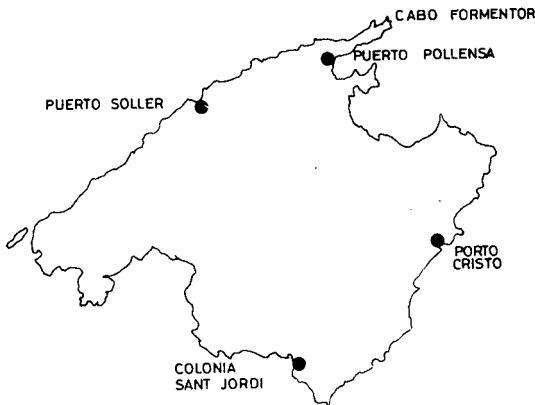 CABO FORMENTOR
PUERTO POLLENSA
PUERTO SOLLER
PORTO
CRISTO
COLONIA
SANT JORDI